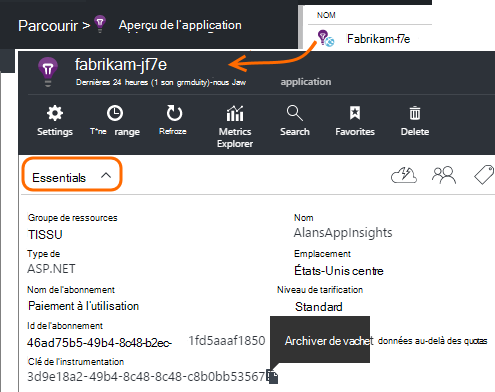 Parcourir >
Aperçu de l'application
NOM
Fabrikam-f7e
fabrikam-jf7e
Dernières 24 heures (1 son grmduity)-nous Jaw
application
Settings
T*ne range
Refroze
Metrics Explorer
Search
Favorites
Delete
Essentials
Groupe de ressources
TISSU
Nom
AlansAppInsights
Type de
ASP.NET
Emplacement
États-Unis centre
Nom de l'abonnement
Paiement à l'utilisation
Niveau de tarification
Standard
Id de l'abonnement
46ad75b5-49b4-8c48-b2ec-
1fd5aaaf1850
Archiver de vachet
données au-delà des quotas
Clé de l'instrumentation
3d9e18a2-49b4-8c48-8c48-c8b0bb53567